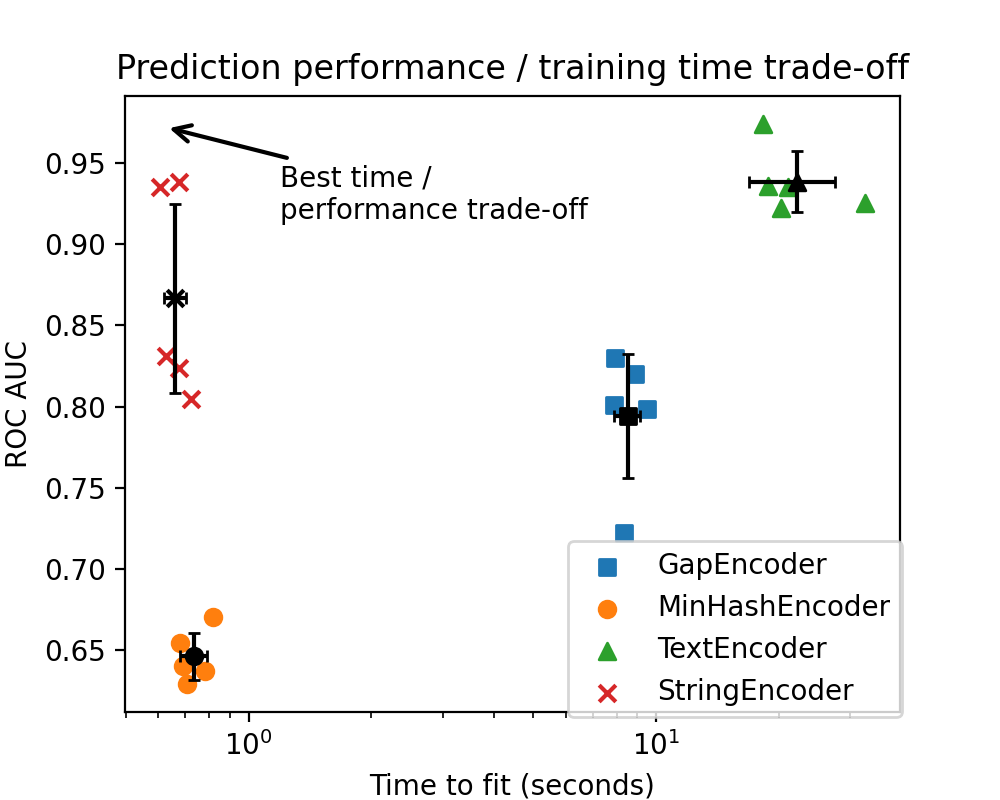 Prediction performance / training time trade-off
Best time /
performance trade-off
ROC AUC
0.95
0.90
0.85
0.80
0.75
0.70
0.65
GapEncoder
MinHashEncoder
TextEncoder
StringEncoder
10⁰
10¹
Time to fit (seconds)